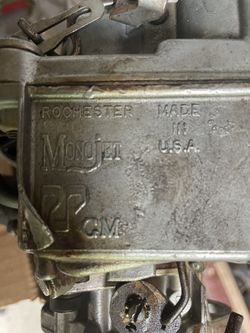 ROCHESTER MADE
MONOJET IN
U.S.A.
GM